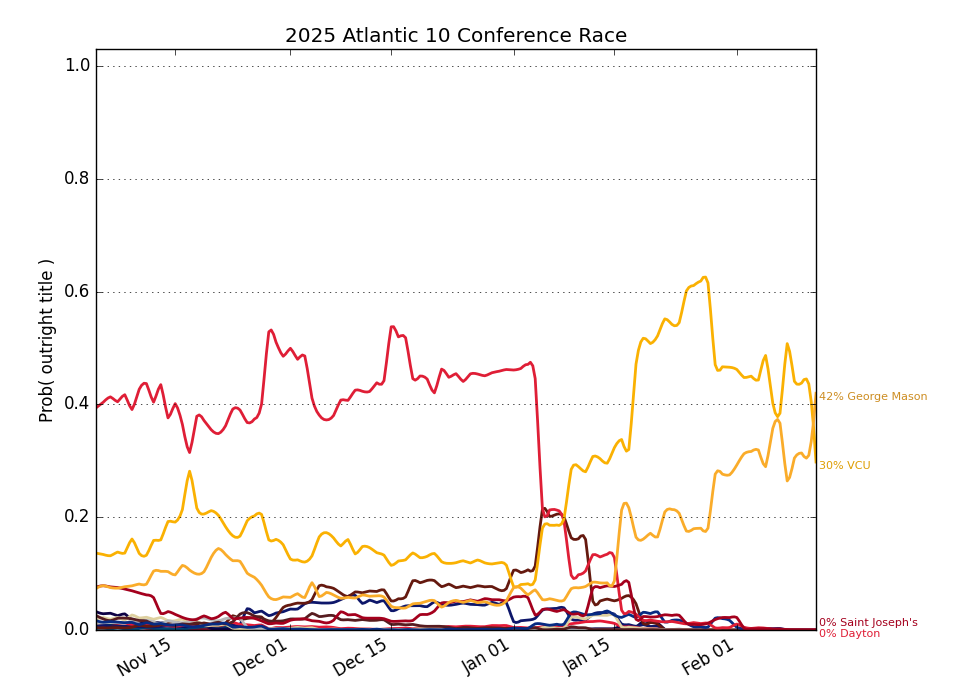 2025 Atlantic 10 Conference Race
Prob( outright title )
1.0
0.8
0.6
0.4
0.2
0.0
Nov 15
Dec 01
Dec 15
Jan 01
Jan 15
Feb 01
42% George Mason
30% VCU
0% Saint Joseph's
0% Dayton